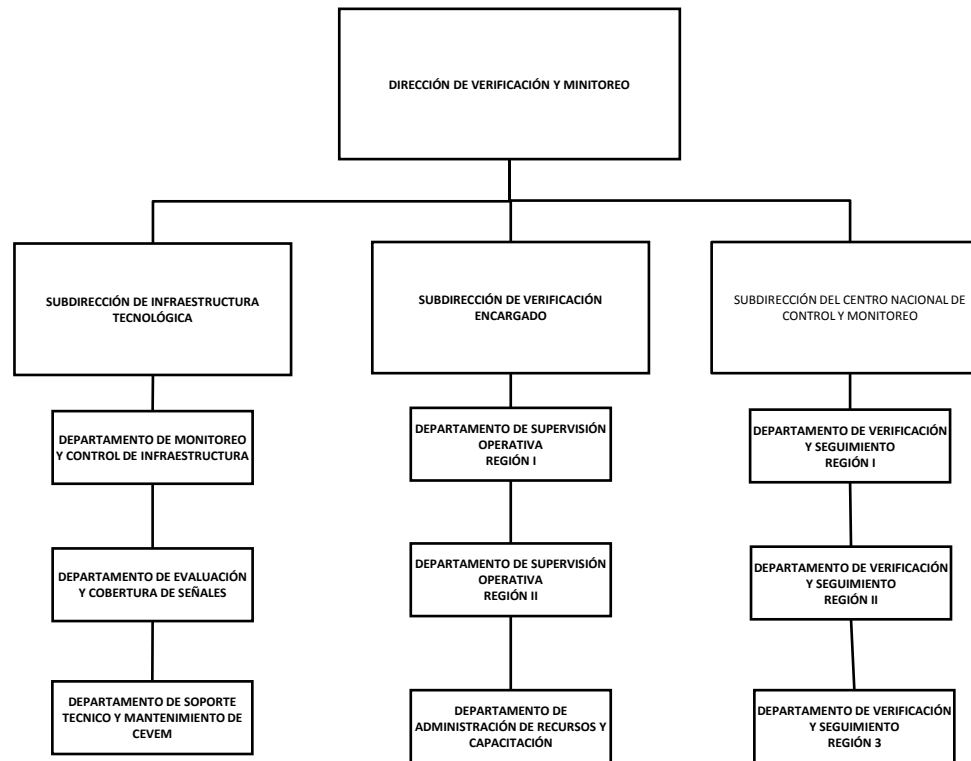 DIRECCIÓN DE VERIFICACIÓN Y MINITOREO
SUBDIRECCIÓN DE INFRAESTRUCTURA
TECNOLÓGICA
SUBDIRECCIÓN DE VERIFICACIÓN
ENCARGADO
SUBDIRECCIÓN DEL CENTRO NACIONAL DE
CONTROL Y MONITOREO
DEPARTAMENTO DE MONITOREO
Y CONTROL DE INFRAESTRUCTURA
DEPARTAMENTO DE SUPERVISIÓN
OPERATIVA
REGIÓN I
DEPARTAMENTO DE VERIFICACIÓN
Y SEGUIMIENTO
REGIÓN I
DEPARTAMENTO DE EVALUACIÓN
Y COBERTURA DE SEÑALES
DEPARTAMENTO DE SUPERVISIÓN
OPERATIVA
REGIÓN II
DEPARTAMENTO DE VERIFICACIÓN
Y SEGUIMIENTO
REGIÓN II
DEPARTAMENTO DE SOPORTE
TECNICO Y MANTENIMIENTO DE
CEVEM
DEPARTAMENTO DE
ADMINISTRACIÓN DE RECURSOS Y
CAPACITACIÓN
DEPARTAMENTO DE VERIFICACIÓN
Y SEGUIMIENTO
REGIÓN 3